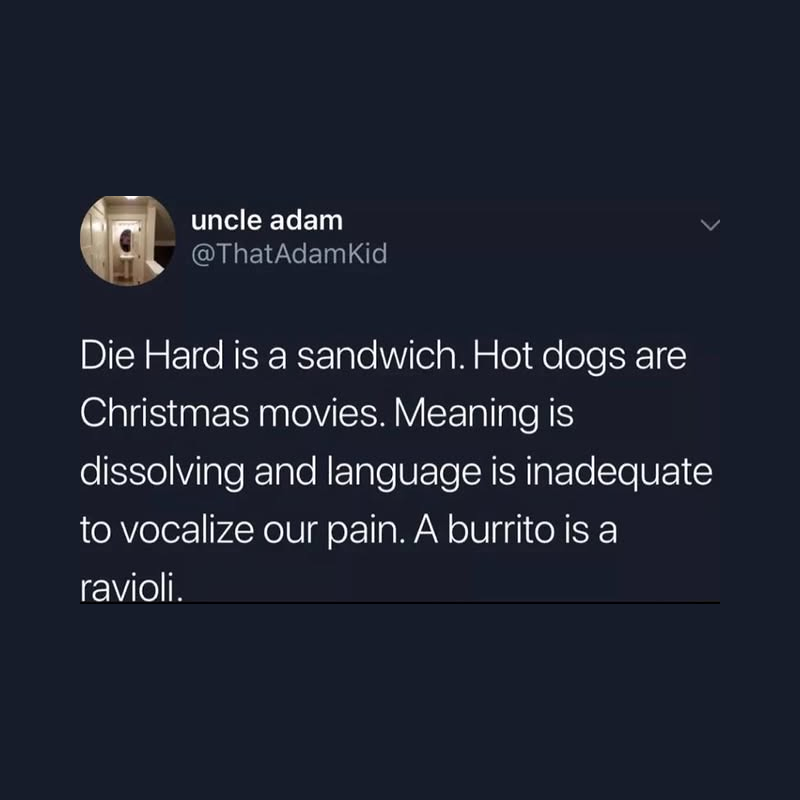 uncle adam
@ThatAdamKid
Die Hard is a sandwich. Hot dogs are
Christmas movies. Meaning is
dissolving and language is inadequate
to vocalize our pain. A burrito is a
ravioli.